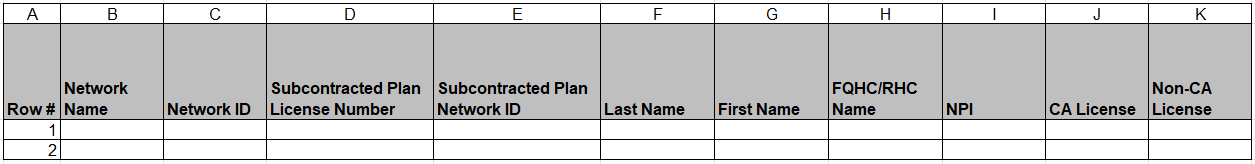 A B C D E F G H I J K
Row # Network Name Network ID Subcontracted Plan License Number Subcontracted Plan Network ID Last Name First Name FQHC/RHC Name NPI CA License Non-CA License
1
2